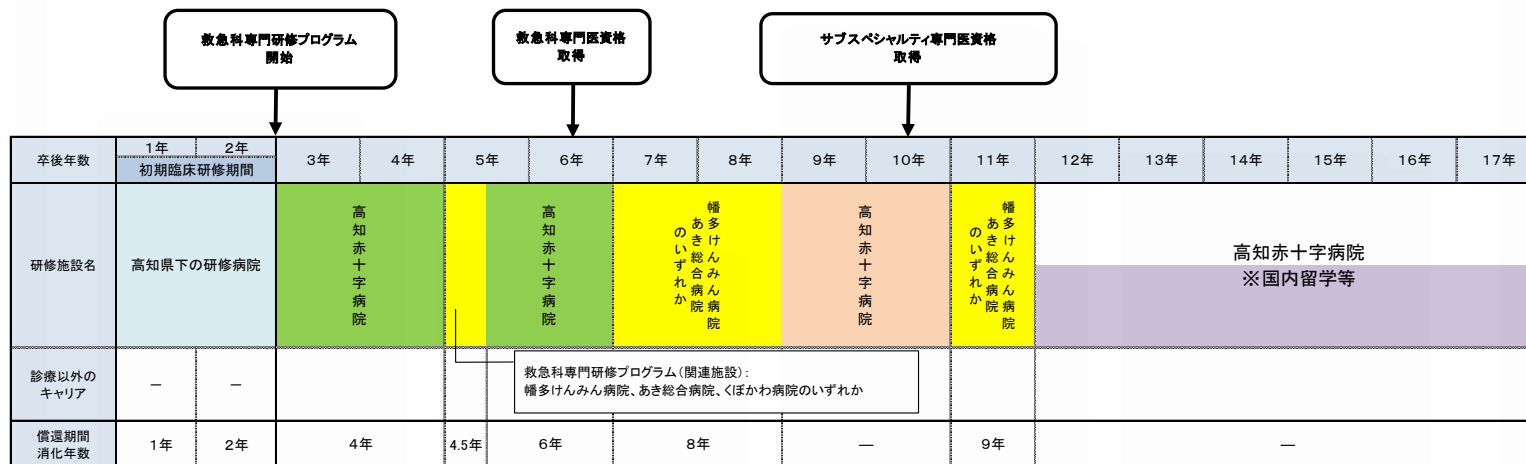 救急科専門研修プログラム
開始
救急科専門医資格
取得
サブスペシャルティ専門医資格
取得
卒後年数
1年
2年
初期臨床研修期間
3年
4年
5年
6年
7年
8年
9年
10年
11年
12年
13年
14年
15年
16年
17年
研修施設名
高知県下の研修病院
高知赤十字病院
高知赤十字病院
幡多けんみん病院
あき総合病院
のいずれか
高知赤十字病院
幡多けんみん病院
あき総合病院
のいずれか
高知赤十字病院
※国内留学等
診療以外の
キャリア
－
－
救急科専門研修プログラム（関連施設）：
幡多けんみん病院、あき総合病院、くぼかわ病院のいずれか
償還期間
消化年数
1年
2年
4年
4.5年
6年
8年
－
9年
－